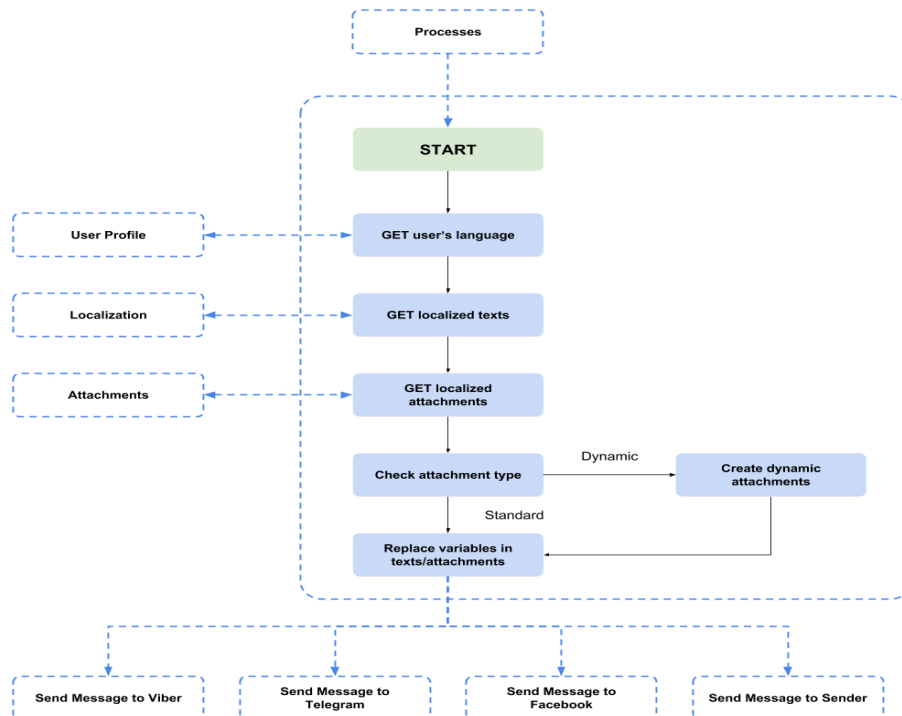 Processes
START
User Profile
GET user's language
Localization
GET localized texts
Attachments
GET localized
attachments
Check attachment type
Dynamic
Create dynamic
attachments
Standard
Replace variables in
texts/attachments
Send Message to Viber
Send Message to
Telegram
Send Message to
Facebook
Send Message to Sender